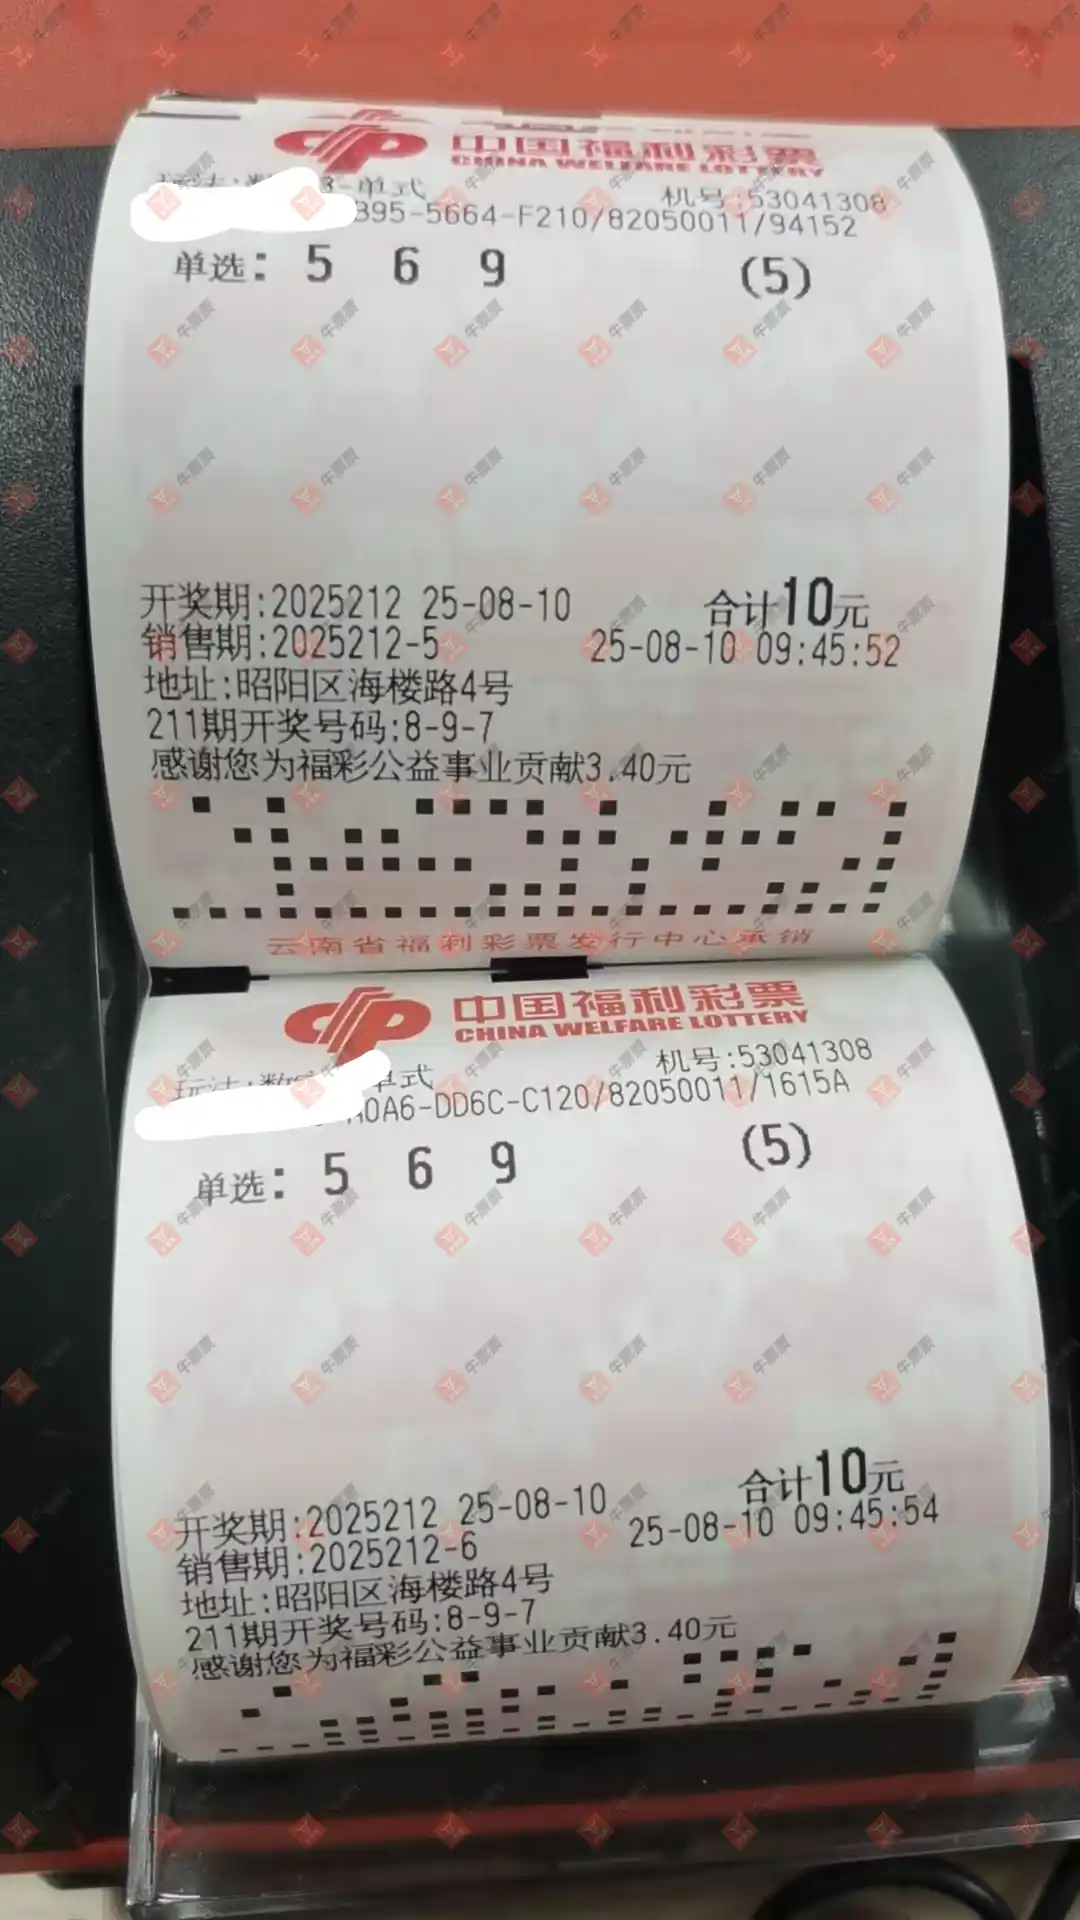 中国福利彩票
CHINA WELFARE LOTTERY
3-单式
机号:53041308
395-5664-F210/82050011/94152
单选: 5 6 9 (5)
开奖期:2025212 25-08-10 合计10元
销售期:2025212-5 25-08-10 09:45:52
地址:昭阳区海楼路4号
211期开奖号码:8-9-7
感谢您为福彩公益事业贡献3.40元
云南省福利彩票发行中心承销
中国福利彩票
CHINA WELFARE LOTTERY
单式
机号:53041308
A0A6-DD6C-C120/82050011/1615A
单选: 5 6 9 (5)
开奖期:2025212 25-08-10 合计10元
销售期:2025212-6 25-08-10 09:45:54
地址:昭阳区海楼路4号
211期开奖号码:8-9-7
感谢您为福彩公益事业贡献3.40元
牛票票